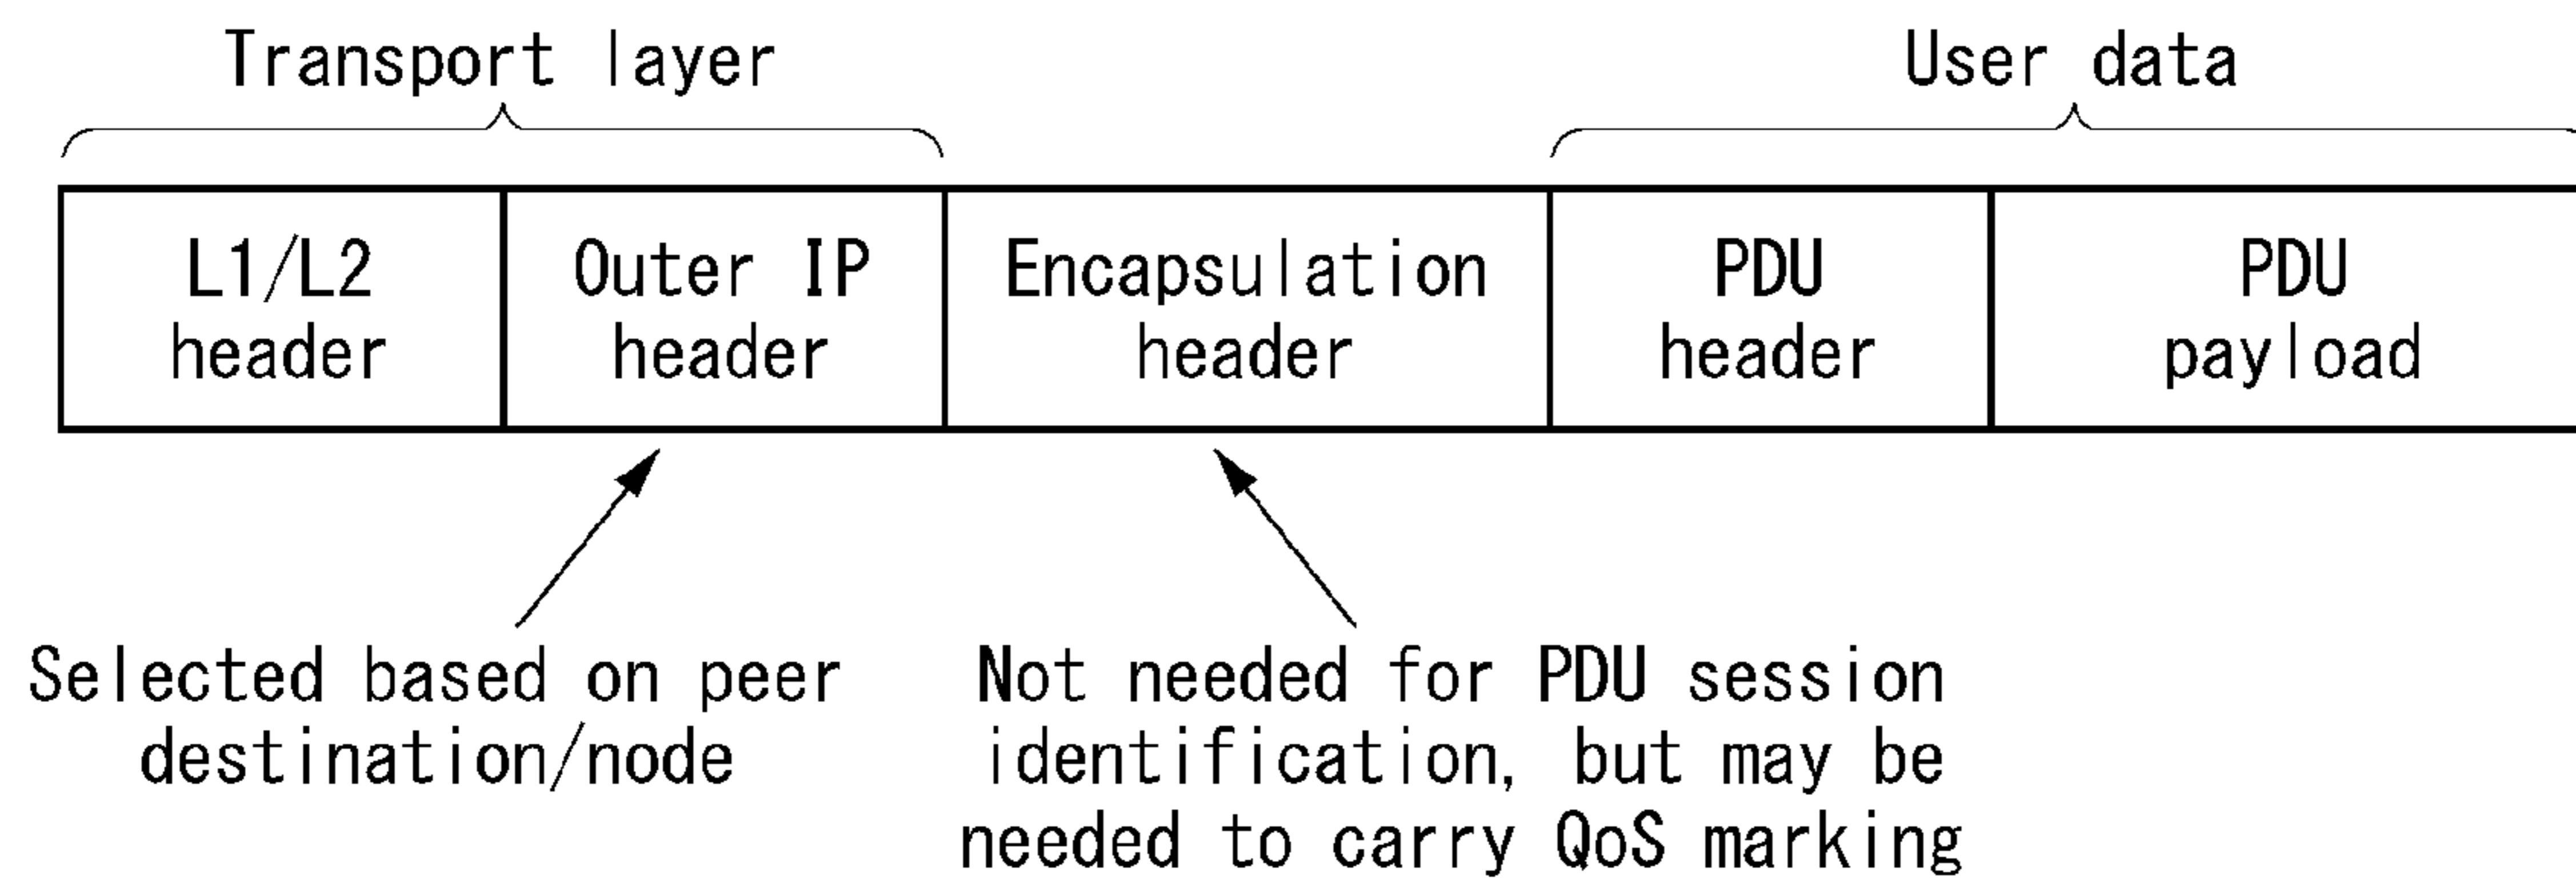 Transport layer
User data
L1/L2
header
Outer IP
header
Encapsulation
header
PDU
header
PDU
payload
Selected based on peer
destination/node
Not needed for PDU session
identification, but may be
needed to carry QoS marking